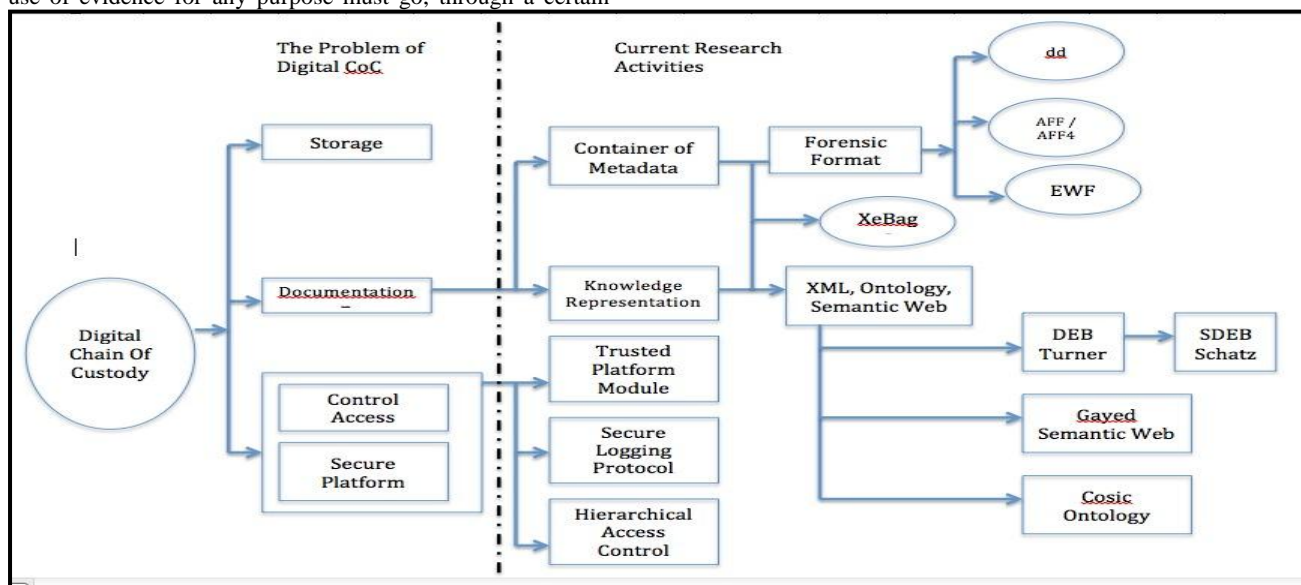 use of evidence for any purpose must go, through a certain
The Problem of
Digital CoC
Current Research
Activities
dd
AFF /
AFF4
EWF
Storage
Container of
Metadata
Forensic
Format
XeBag
Documentation
Knowledge
Representation
XML, Ontology,
Semantic Web
Digital
Chain Of
Custody
Control
Access
Secure
Platform
Trusted
Platform
Module
Secure
Logging
Protocol
Hierarchical
Access
Control
DEB
Turner
SDEB
Schatz
Gayed
Semantic Web
Cosic
Ontology